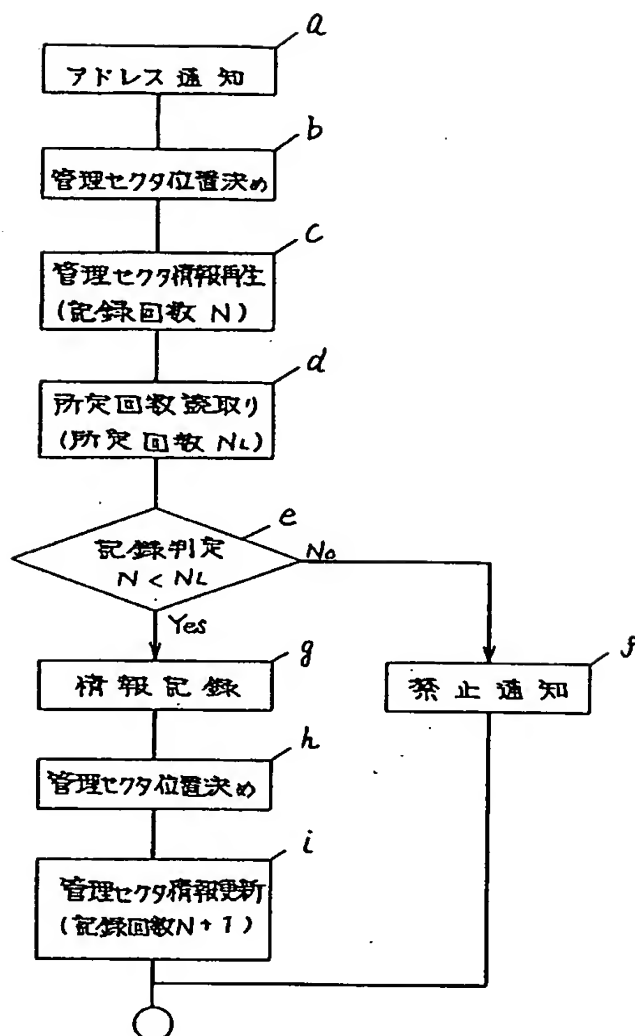 a
アドレス通知
b
管理セクタ位置決め
c
管理セクタ情報再生
(記録回数 N)
d
所定回数読取り
(所定回数 NL)
e
記録判定
N < NL
No
Yes
g
情報記録
f
禁止通知
h
管理セクタ位置決め
i
管理セクタ情報更新
(記録回数N+1)